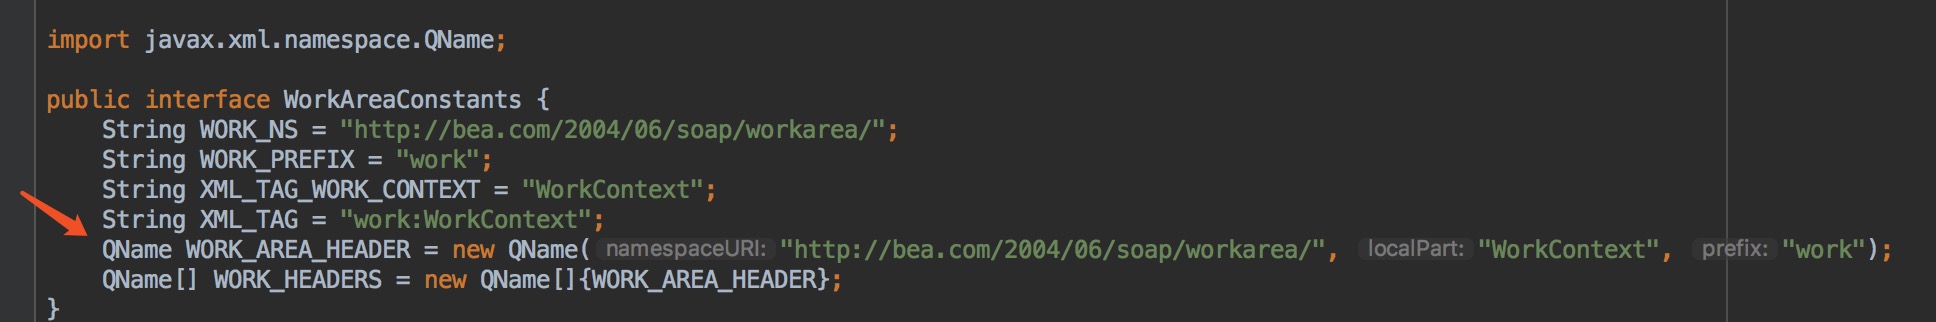 import javax.xml.namespace.QName;
public interface WorkAreaConstants {
String WORK_NS = "http://bea.com/2004/06/soap/workarea/";
String WORK_PREFIX = "work";
String XML_TAG_WORK_CONTEXT = "WorkContext";
String XML_TAG = "work:WorkContext";
QName WORK_AREA_HEADER = new QName( namespaceURI: "http://bea.com/2004/06/soap/workarea/", localPart: "WorkContext", prefix: "work");
QName[] WORK_HEADERS = new QName[]{WORK_AREA_HEADER};
}